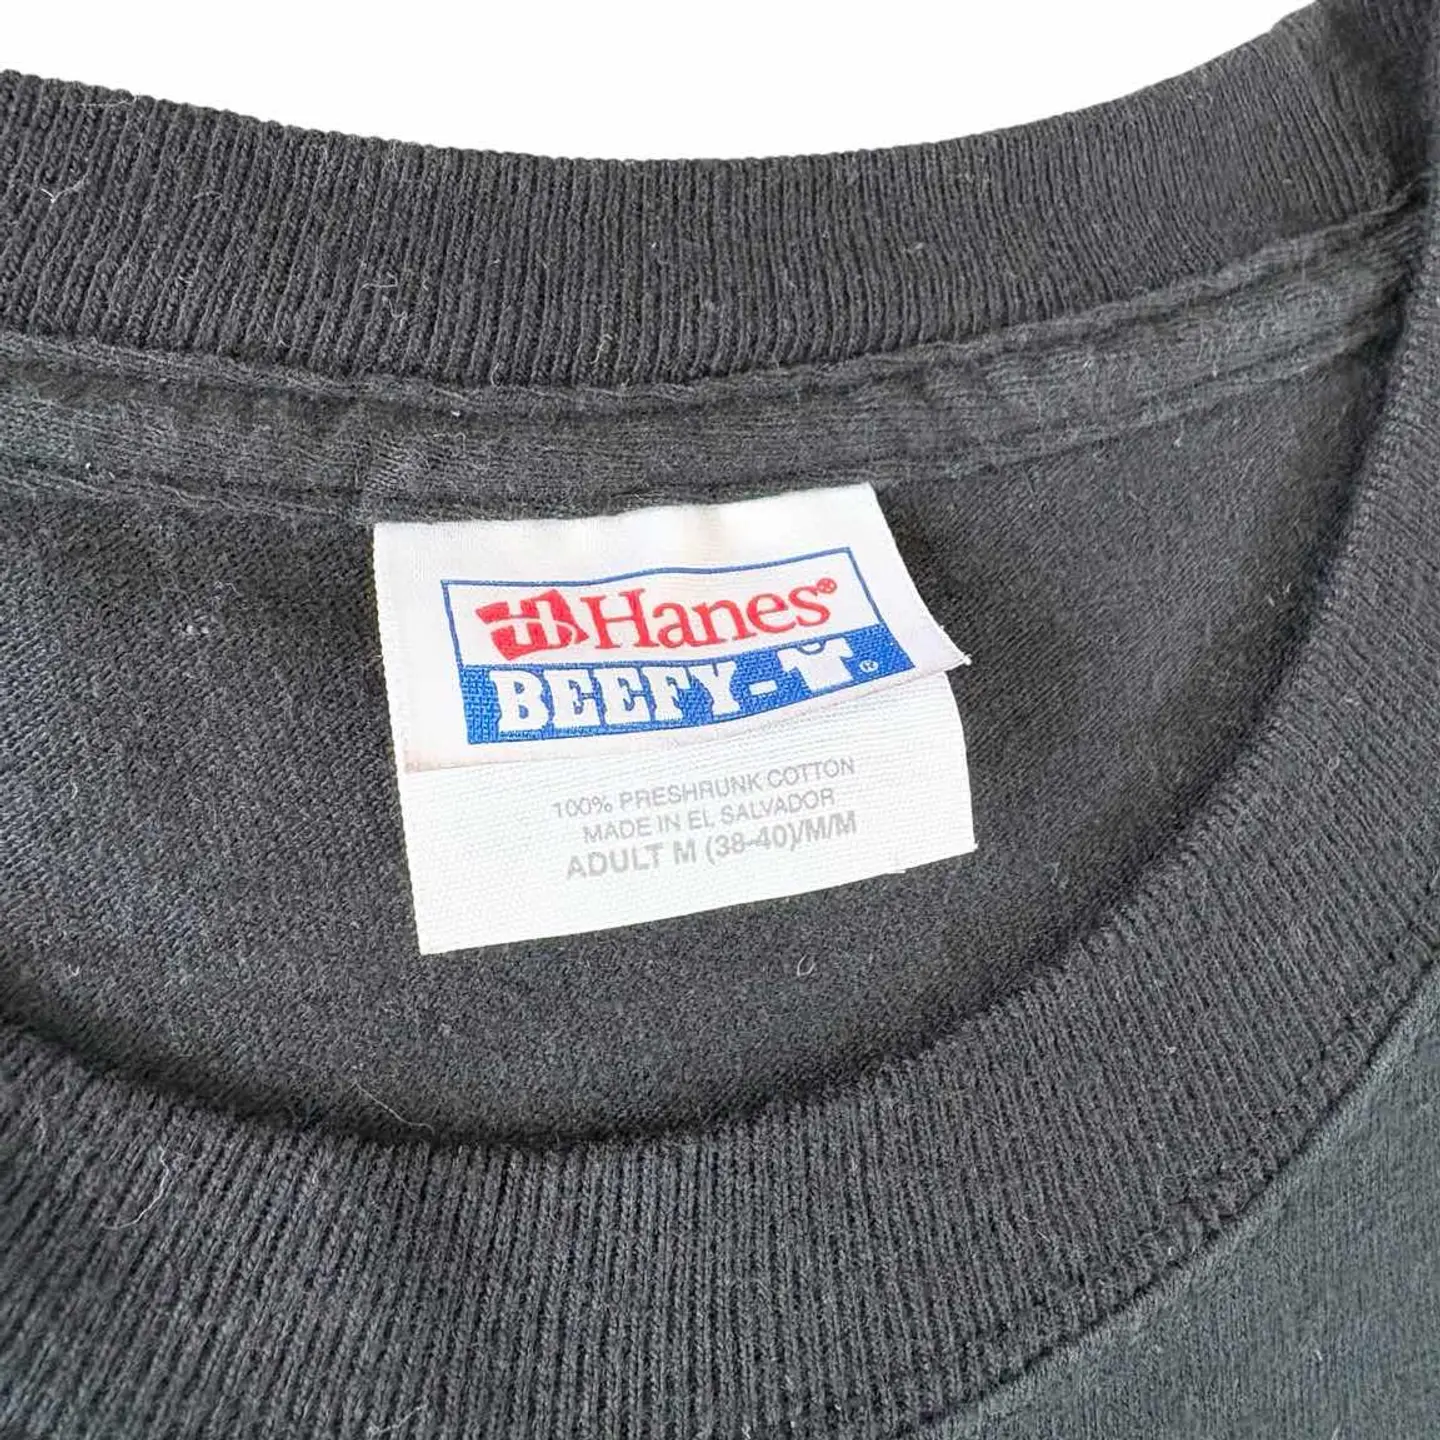 Hanes®
BEEFY-T®
100% PRESHRUNK COTTON
MADE IN EL SALVADOR
ADULT M (38-40)/M/M